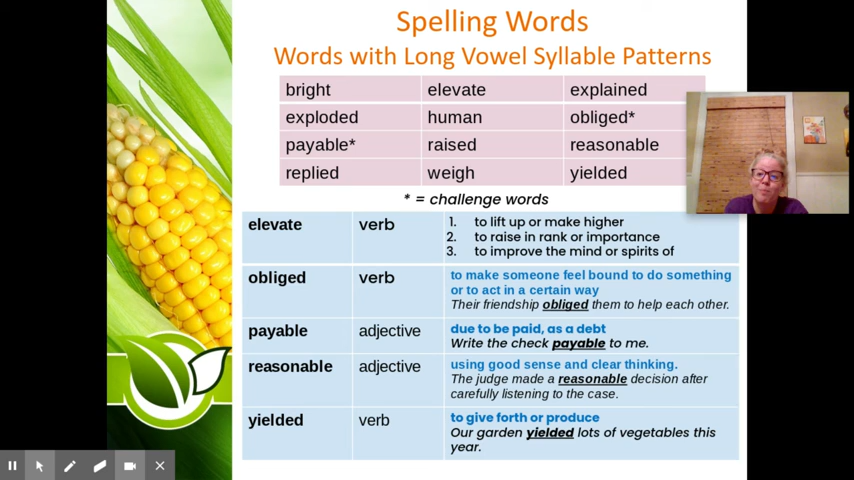 Spelling Words
Words with Long Vowel Syllable Patterns
bright elevate explained
exploded human obliged*
payable* raised reasonable
replied weigh yielded
* = challenge words
elevate verb 1. to lift up or make higher
2. to raise in rank or importance
3. to improve the mind or spirits of
obliged verb to make someone feel bound to do something
or to act in a certain way
Their friendship obliged them to help each other.
payable adjective due to be paid, as a debt
Write the check payable to me.
reasonable adjective using good sense and clear thinking.
The judge made a reasonable decision after
carefully listening to the case.
yielded verb to give forth or produce
Our garden yielded lots of vegetables this
year.